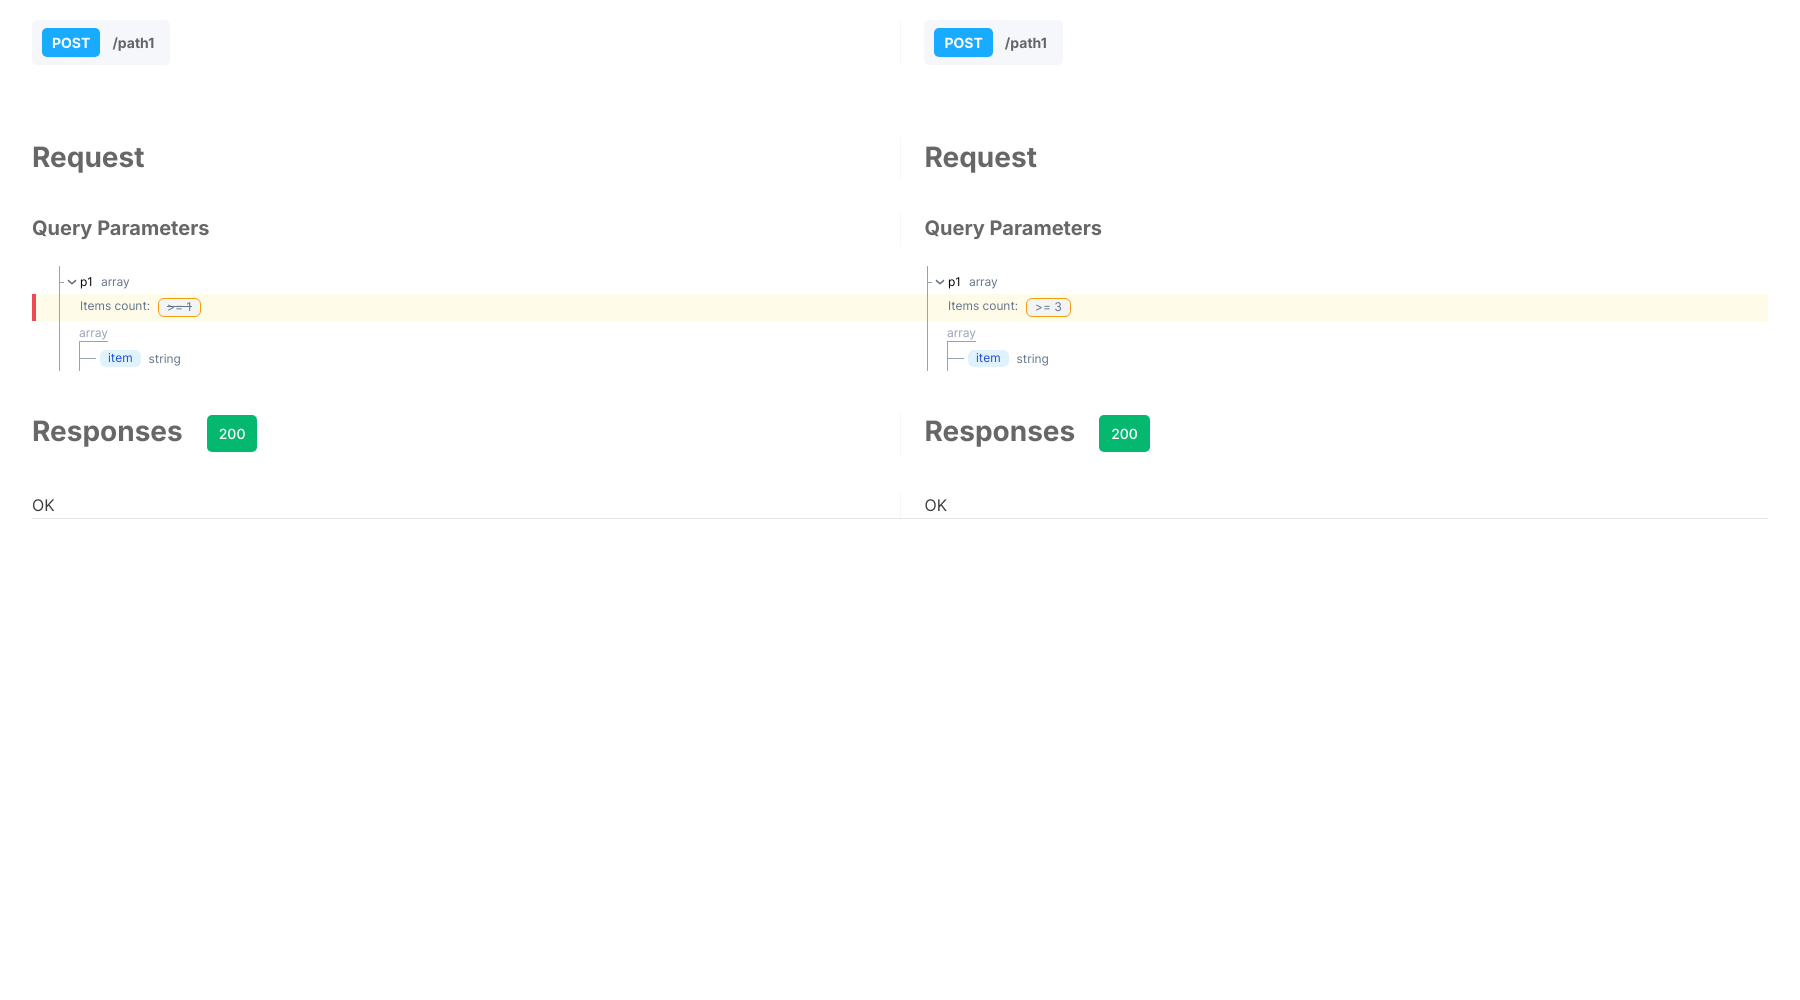 POST /path1 POST /path1
Request Request
Query Parameters Query Parameters
p1 array p1 array
Items count: >= 1 Items count: >= 3
array array
item string item string
Responses 200 Responses 200
OK OK